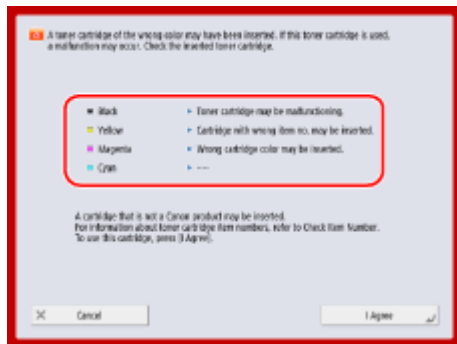 A toner cartridge of the wrong color may have been inserted. If this toner cartridge is used,
a malfunction may occur. Check the inserted toner cartridge.
Black
Toner cartridge may be malfunctioning.
Yellow
Cartridge with wrong item no. may be inserted.
Magenta
Wrong cartridge color may be inserted.
Cyan
----
A cartridge that is not a Canon product may be inserted.
For information about toner cartridge item numbers, refer to Check Item Number.
To use this cartridge, press [I Agree].
Cancel
I Agree